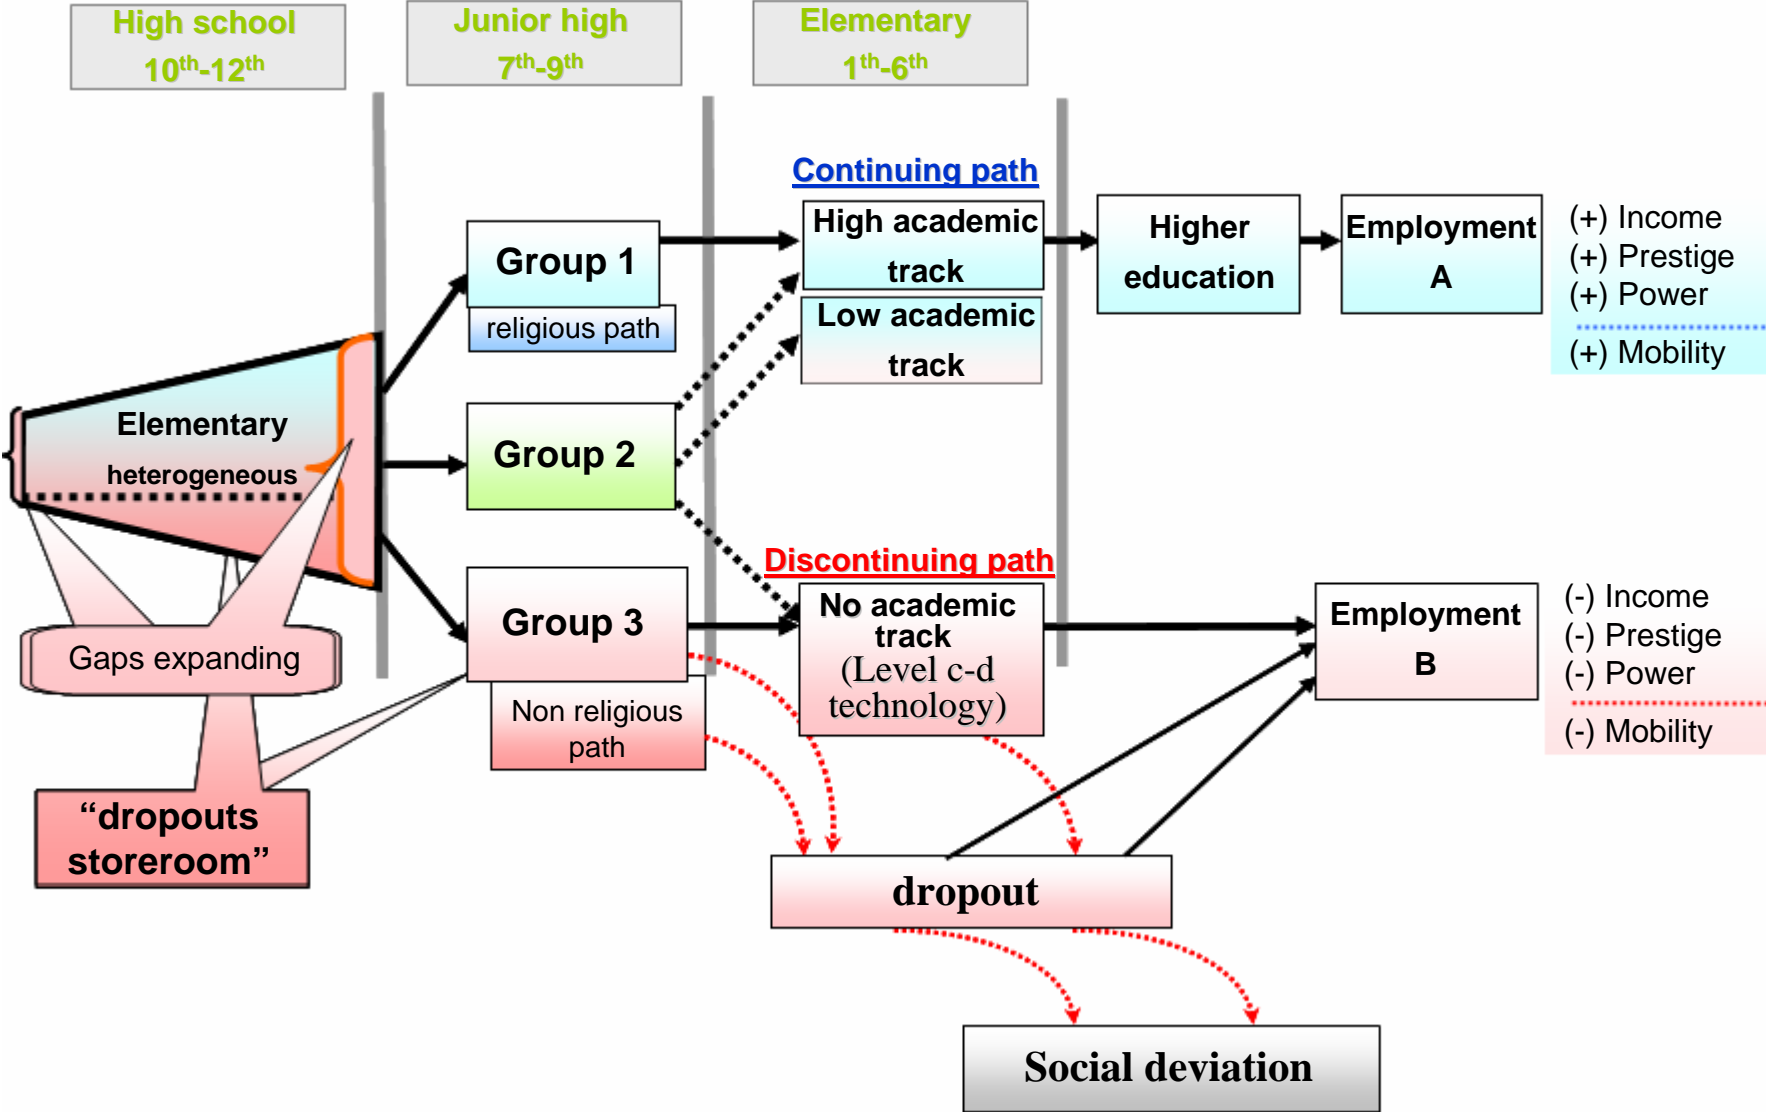 High school
10th-12th
Junior high
7th-9th
Elementary
1th-6th
Continuing path
High academic
track
Low academic
track
Higher
education
Employment
A
(+) Income
(+) Prestige
(+) Power
(+) Mobility
Group 1
religious path
Elementary
heterogeneous
Group 2
Discontinuing path
Group 3
No academic
track
(Level c-d
technology)
Employment
B
(-) Income
(-) Prestige
(-) Power
(-) Mobility
Gaps expanding
Non religious
path
“dropouts
storeroom”
dropout
Social deviation